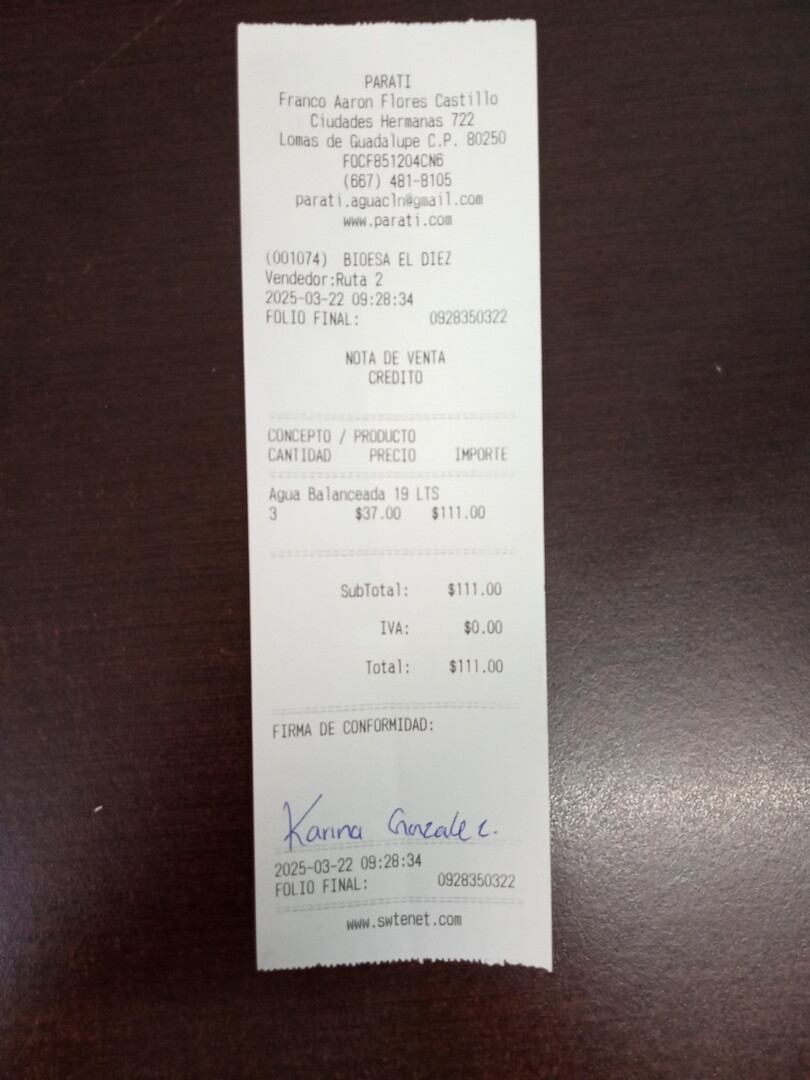 PARATI
Franco Aaron Flores Castillo
Ciudades Hermanas 722
Lomas de Guadalupe C.P. 80250
FOCF851204CN6
(667) 481-8105
parati.aguacln@gmail.com
www.parati.com
(001074) BIOESA EL DIEZ
Vendedor:Ruta 2
2025-03-22 09:28:34
FOLIO FINAL: 0928350322
NOTA DE VENTA
CREDITO
CONCEPTO / PRODUCTO
CANTIDAD PRECIO IMPORTE
Agua Balanceada 19 LTS
3 $37.00 $111.00
SubTotal: $111.00
IVA: $0.00
Total: $111.00
FIRMA DE CONFORMIDAD:
Karina Gonzalez.
2025-03-22 09:28:34
FOLIO FINAL: 0928350322
www.swtenet.com